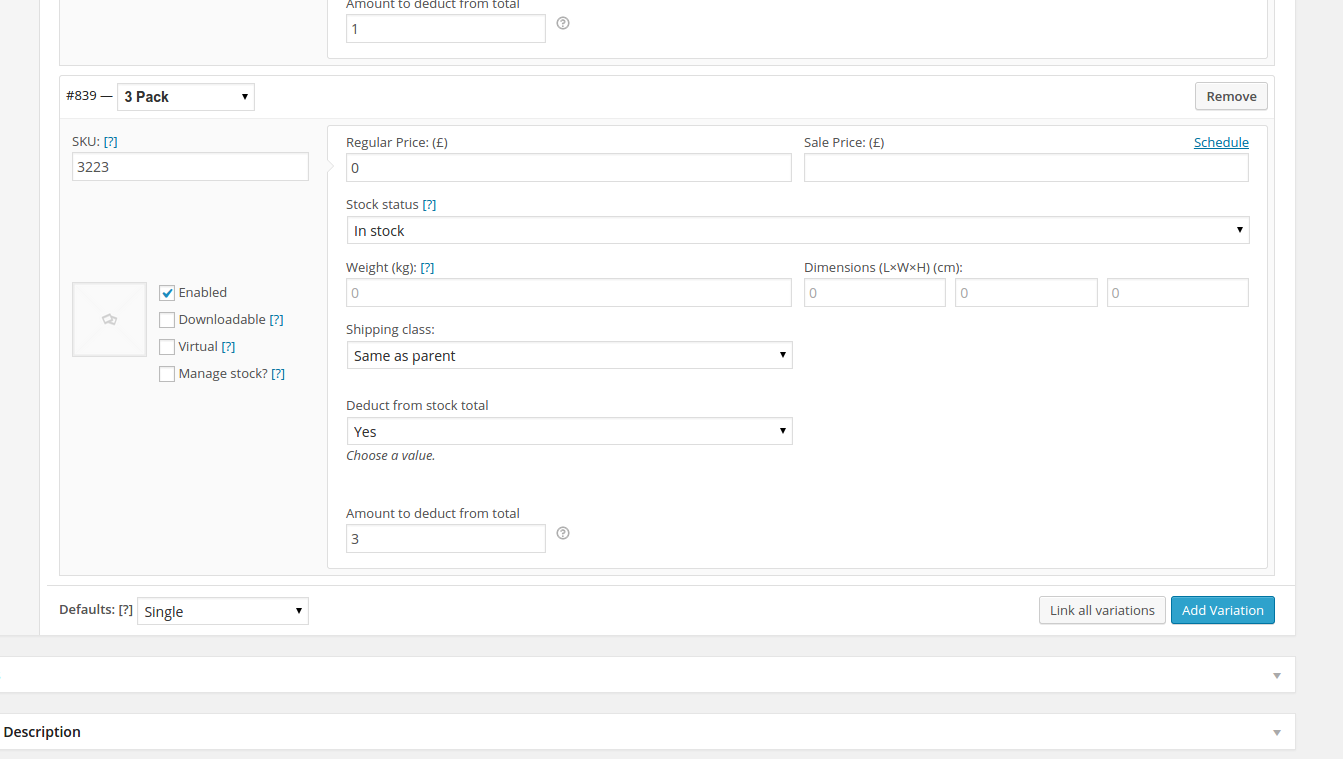 Amount to deduct from total
1
#839 — 3 Pack
Remove
SKU: [?]
3223
Regular Price: (£)
Sale Price: (£)
Schedule
0
Stock status [?]
In stock
Weight (kg): [?]
Dimensions (L×W×H) (cm):
0
0
0
0
Enabled
Downloadable [?]
Virtual [?]
Manage stock? [?]
Shipping class:
Same as parent
Deduct from stock total
Yes
Choose a value.
Amount to deduct from total
3
Defaults: [?] Single
Link all variations
Add Variation
Description